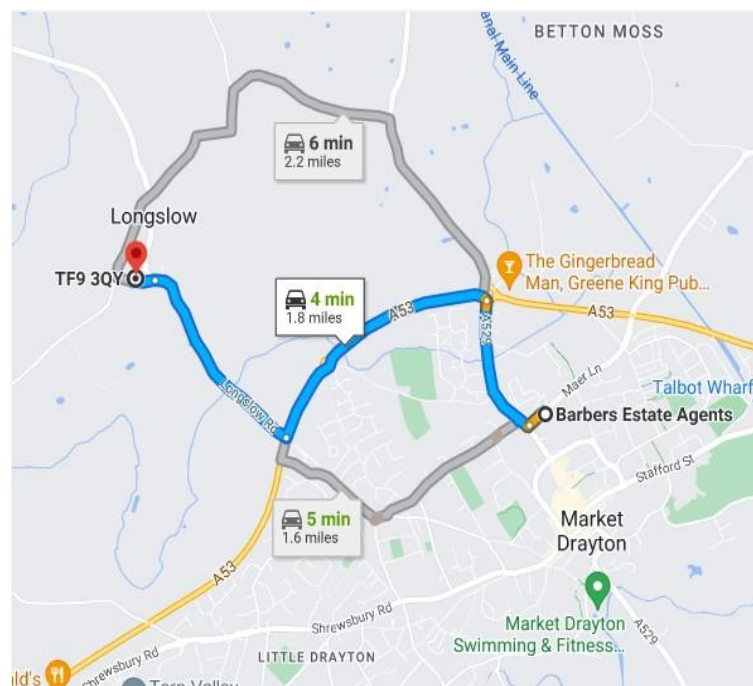 BETTON MOSS
anal Main Line
6 min
2.2 miles
Longslow
TF9 3QY
The Gingerbread
Man, Greene King Pub...
4 min
1.8 miles
A53
A529
A53
Maer Ln
Talbot Wharf
Longslow Rd
Barbers Estate Agents
Stafford St
5 min
1.6 miles
Market
Drayton
A53
Shrewsbury Rd
Market Drayton
Swimming & Fitness...
A529
Shrewsbury Rd
LITTLE DRAYTON
ld's
Tern Valley